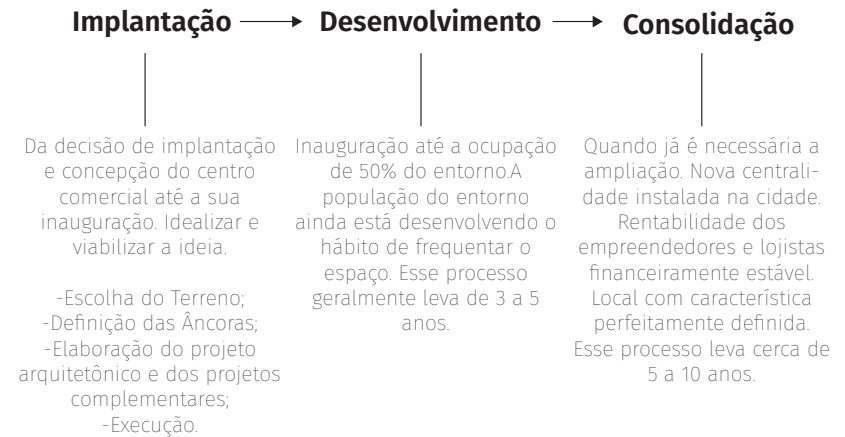 Implantação
Desenvolvimento
Consolidação
Da decisão de implantação
e concepção do centro
comercial até a sua
inauguração. Idealizar e
viabilizar a ideia.
-Escolha do Terreno;
-Definição das Âncoras;
-Elaboração do projeto
arquitetônico e dos projetos
complementares;
-Execução.
Inauguração até a ocupação
de 50% do entorno.A
população do entorno
ainda está desenvolvendo o
hábito de frequentar o
espaço. Esse processo
geralmente leva de 3 a 5
anos.
Quando já é necessária a
ampliação. Nova centrali-
dade instalada na cidade.
Rentabilidade dos
empreendedores e lojistas
financeiramente estável.
Local com característica
perfeitamente definida.
Esse processo leva cerca de
5 a 10 anos.